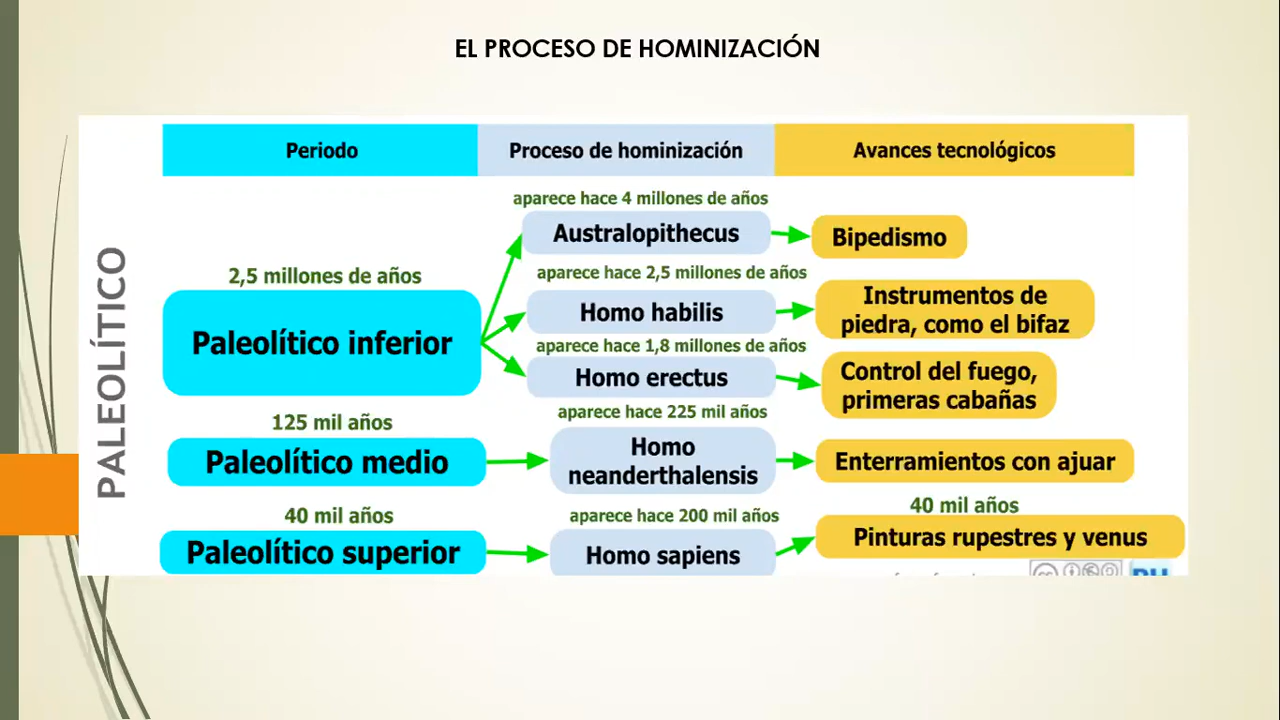 EL PROCESO DE HOMINIZACIÓN
Periodo
Proceso de hominización
Avances tecnológicos
PALEOLÍTICO
aparece hace 4 millones de años
Australopithecus
Bipedismo
2,5 millones de años
Paleolítico inferior
aparece hace 2,5 millones de años
Homo habilis
Instrumentos de
piedra, como el bifaz
aparece hace 1,8 millones de años
Homo erectus
Control del fuego,
primeras cabañas
125 mil años
Paleolítico medio
aparece hace 225 mil años
Homo
neanderthalensis
Enterramientos con ajuar
40 mil años
Paleolítico superior
aparece hace 200 mil años
Homo sapiens
40 mil años
Pinturas rupestres y venus